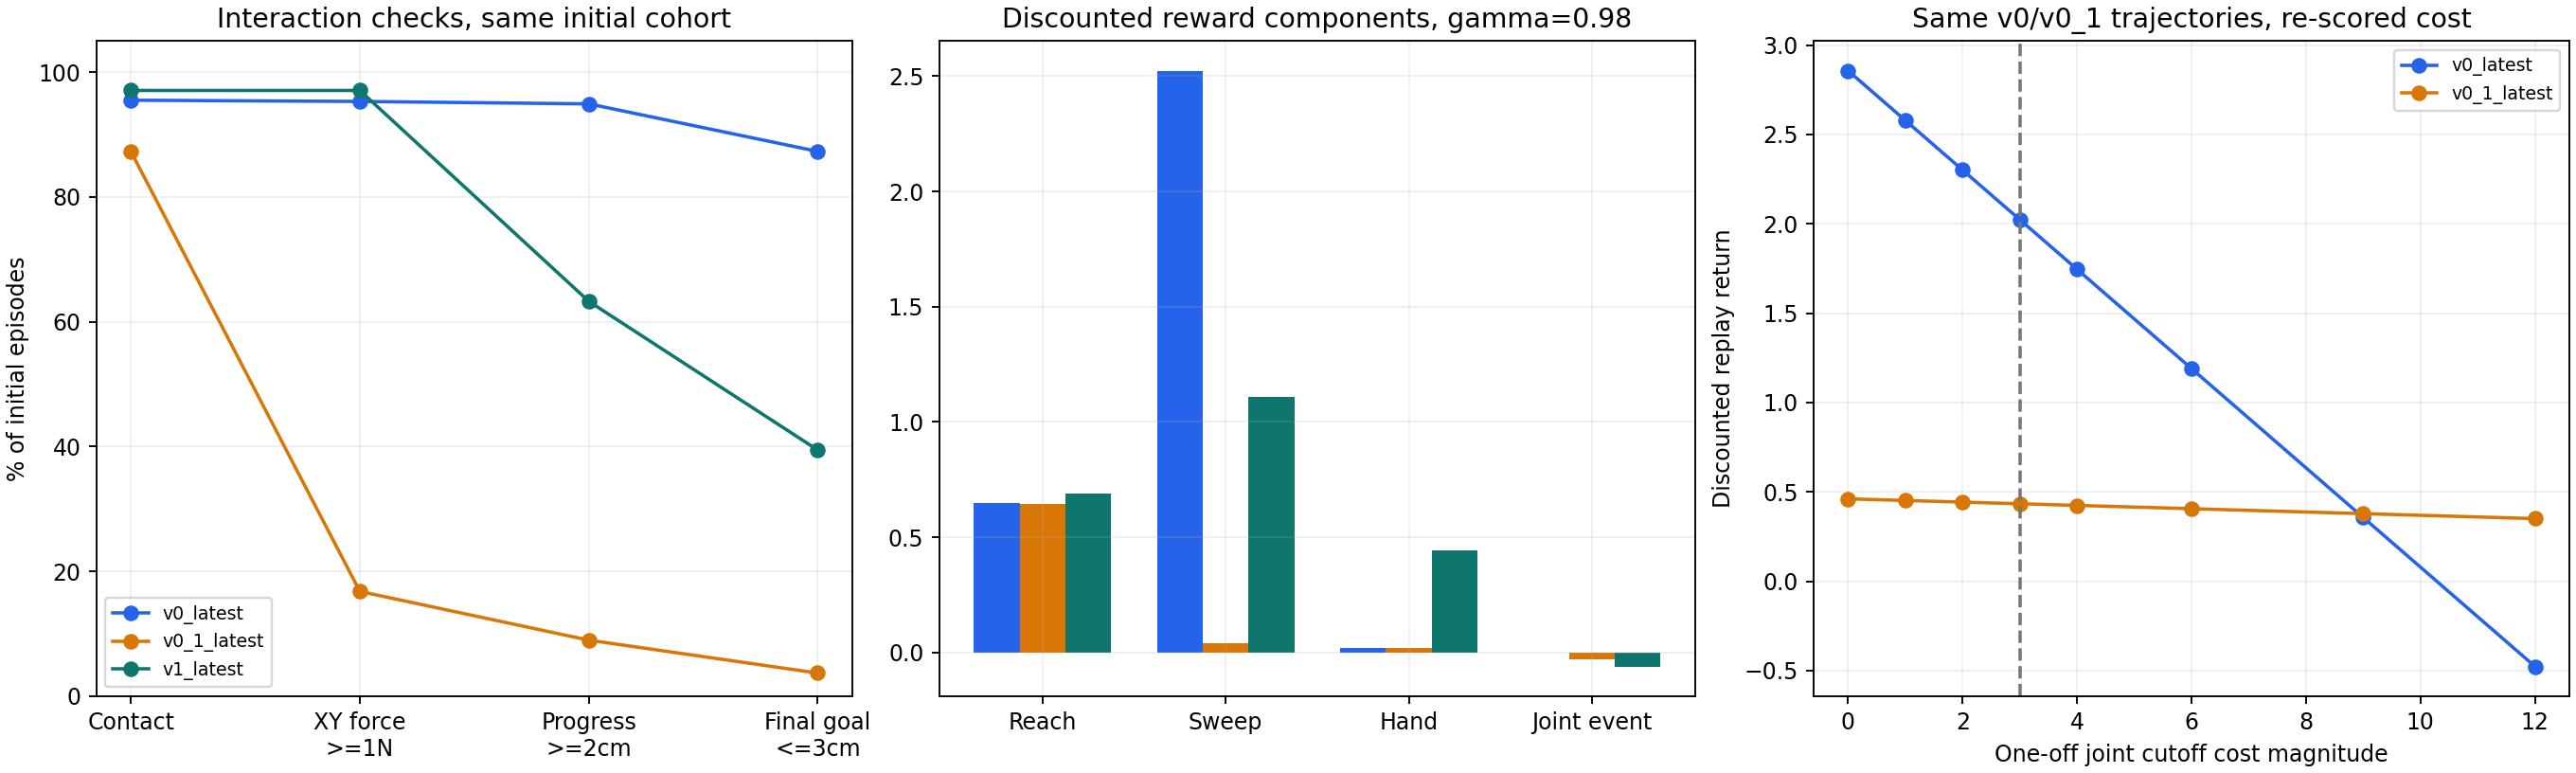 Interaction checks, same initial cohort
% of initial episodes
100
80
60
40
20
0
Contact
XY force
>=1N
Progress
>=2cm
Final goal
<=3cm
v0_latest
v0_1_latest
v1_latest
Discounted reward components, gamma=0.98
2.5
2.0
1.5
1.0
0.5
0.0
Reach
Sweep
Hand
Joint event
Same v0/v0_1 trajectories, re-scored cost
Discounted replay return
3.0
2.5
2.0
1.5
1.0
0.5
0.0
−0.5
0
2
4
6
8
10
12
One-off joint cutoff cost magnitude
v0_latest
v0_1_latest